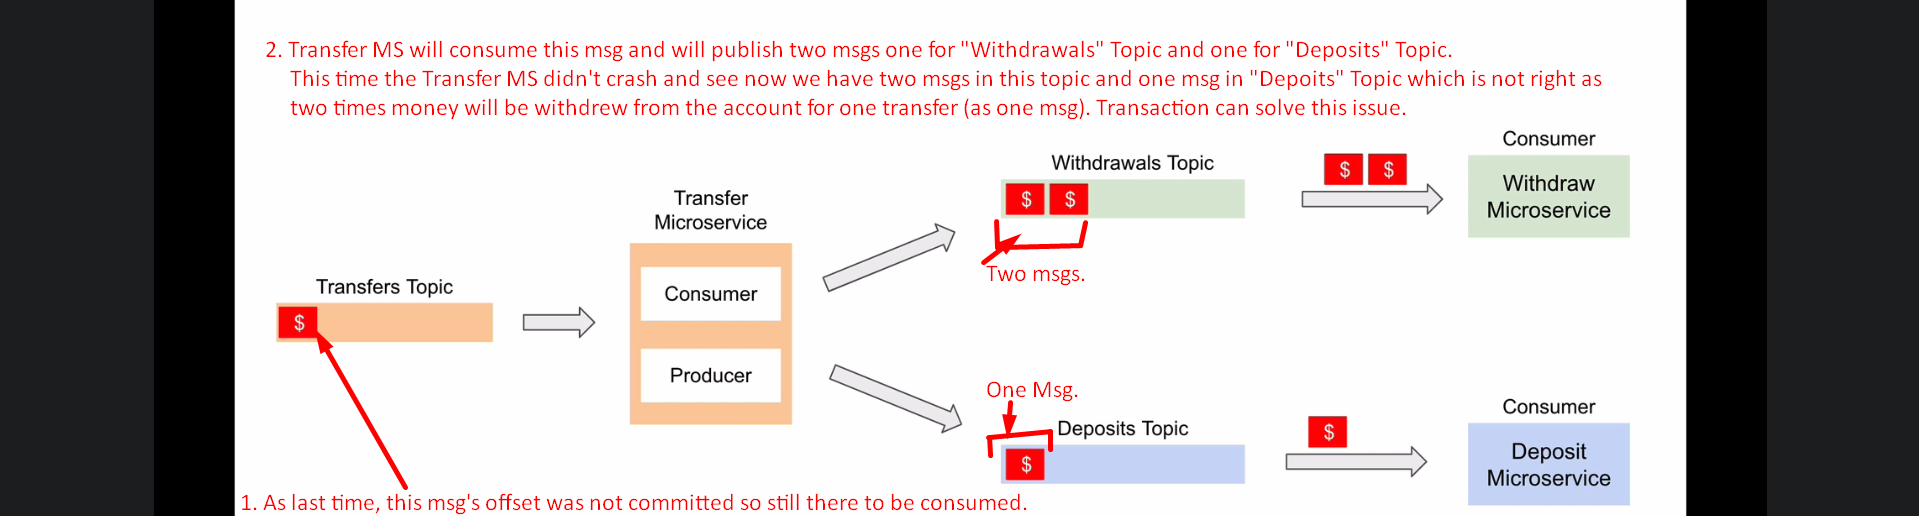 2. Transfer MS will consume this msg and will publish two msgs one for "Withdrawals" Topic and one for "Deposits" Topic.
This time the Transfer MS didn't crash and see now we have two msgs in this topic and one msg in "Depoits" Topic which is not right as
two times money will be withdrew from the account for one transfer (as one msg). Transaction can solve this issue.
Consumer
Withdraw
Microservice
Withdrawals Topic
$ $
$ $
Two msgs.
Transfer
Microservice
Consumer
Producer
Transfers Topic
$
One Msg.
Deposits Topic
$
$
Consumer
Deposit
Microservice
1. As last time, this msg's offset was not committed so still there to be consumed.